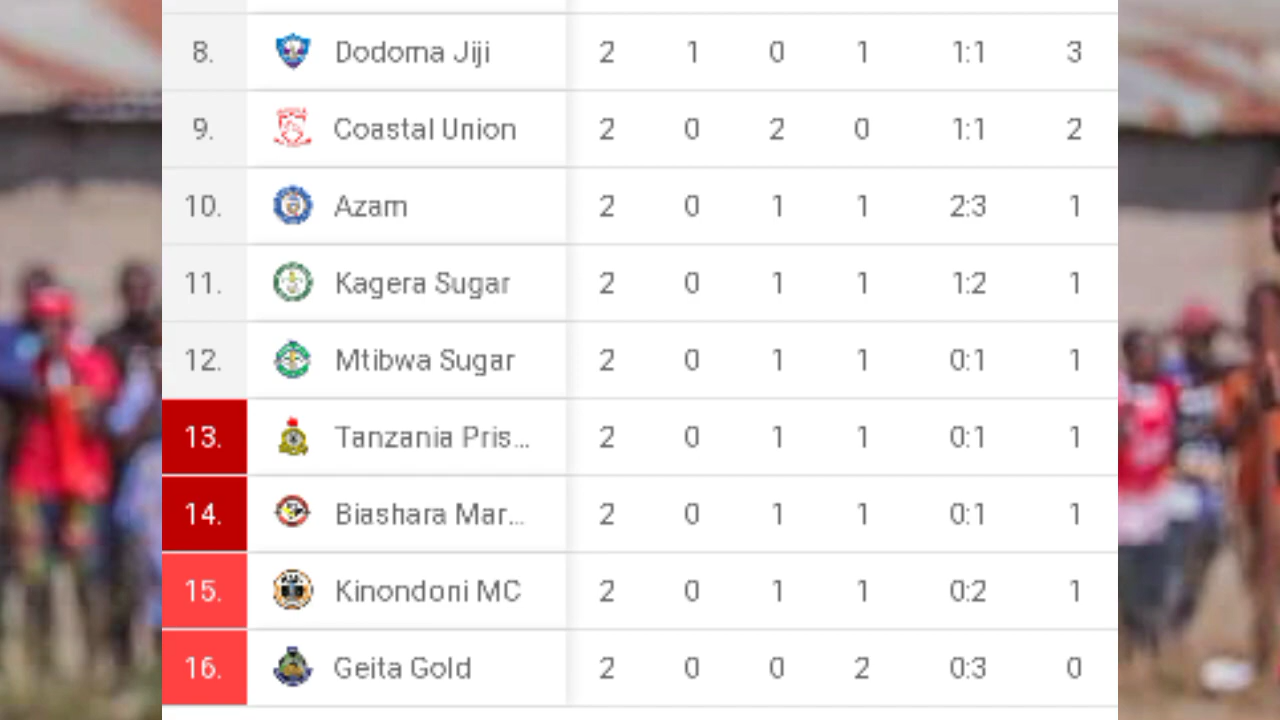 8. Dodoma Jiji 2 1 0 1 1:1 3
9. Coastal Union 2 0 2 0 1:1 2
10. Azam 2 0 1 1 2:3 1
11. Kagera Sugar 2 0 1 1 1:2 1
12. Mtibwa Sugar 2 0 1 1 0:1 1
13. Tanzania Pris... 2 0 1 1 0:1 1
14. Biashara Mar... 2 0 1 1 0:1 1
15. Kinondoni MC 2 0 1 1 0:2 1
16. Geita Gold 2 0 0 2 0:3 0